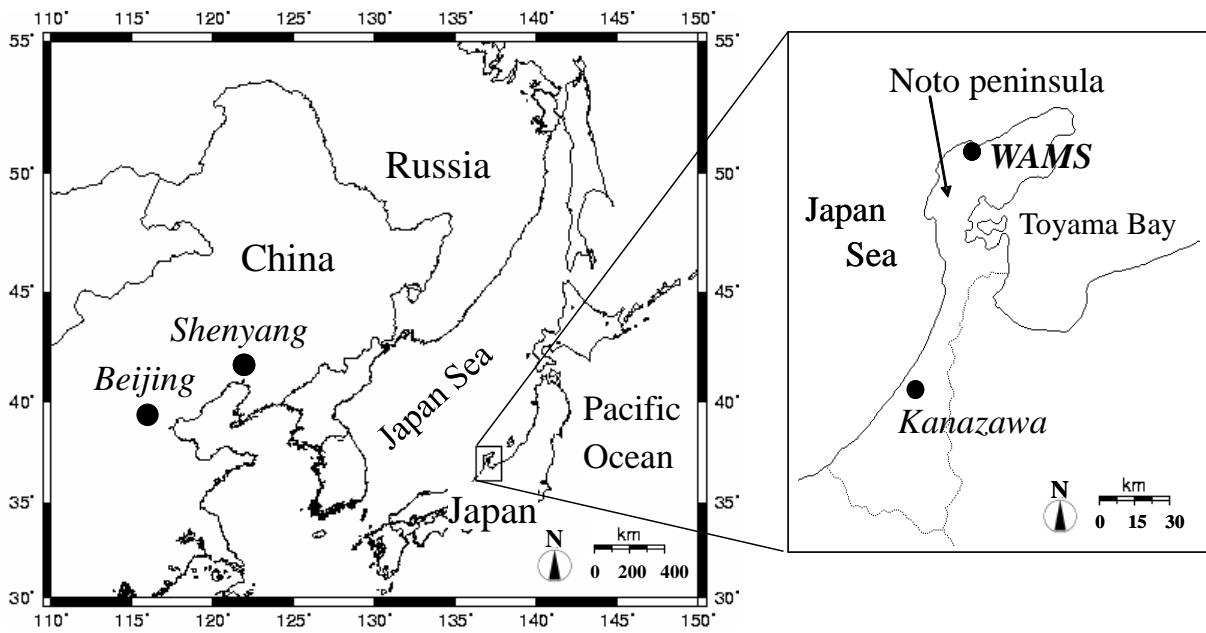 110˚ 115˚ 120˚ 125˚ 130˚ 135˚ 140˚ 145˚ 150˚
55˚ 55˚
50˚ 50˚
45˚ 45˚
40˚ 40˚
35˚ 35˚
30˚ 30˚
110˚ 115˚ 120˚ 125˚ 130˚ 135˚ 140˚ 145˚ 150˚
Russia
China
Shenyang
Beijing
Japan Sea
Pacific
Ocean
Japan
N
km
0 200 400
Noto peninsula
WAMS
Japan
Sea
Toyama Bay
Kanazawa
N
km
0 15 30